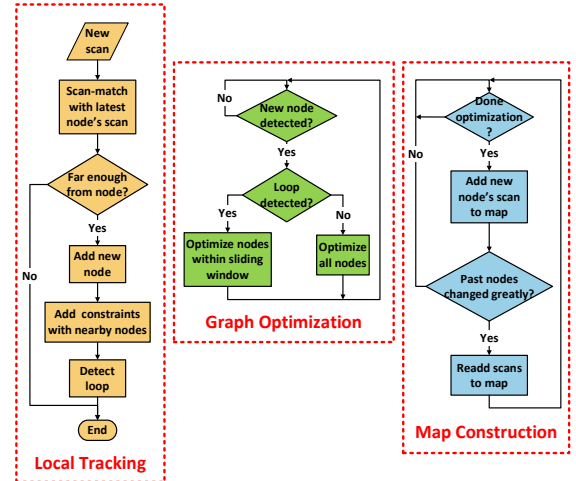 New
scan
Scan-match
with latest
node's scan
Far enough
from node?
Yes
No
Add new
node
Add constraints
with nearby nodes
Detect
loop
End
Local Tracking
No
New node
detected?
Yes
Loop
detected?
Yes
No
Optimize nodes
within sliding
window
Optimize
all nodes
Graph Optimization
Done
optimization
?
No
Yes
Add new
node's scan
to map
Past nodes
changed greatly?
Yes
Readd scans
to map
Map Construction